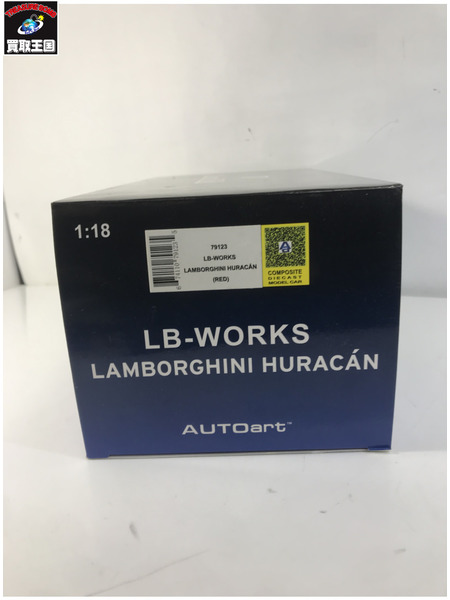 買取王国
1:18
79123
LB-WORKS
LAMBORGHINI HURACÁN
(RED)
COMPOSITE
DIECAST
MODEL CAR
LB-WORKS
LAMBORGHINI HURACÁN
AUTOart™